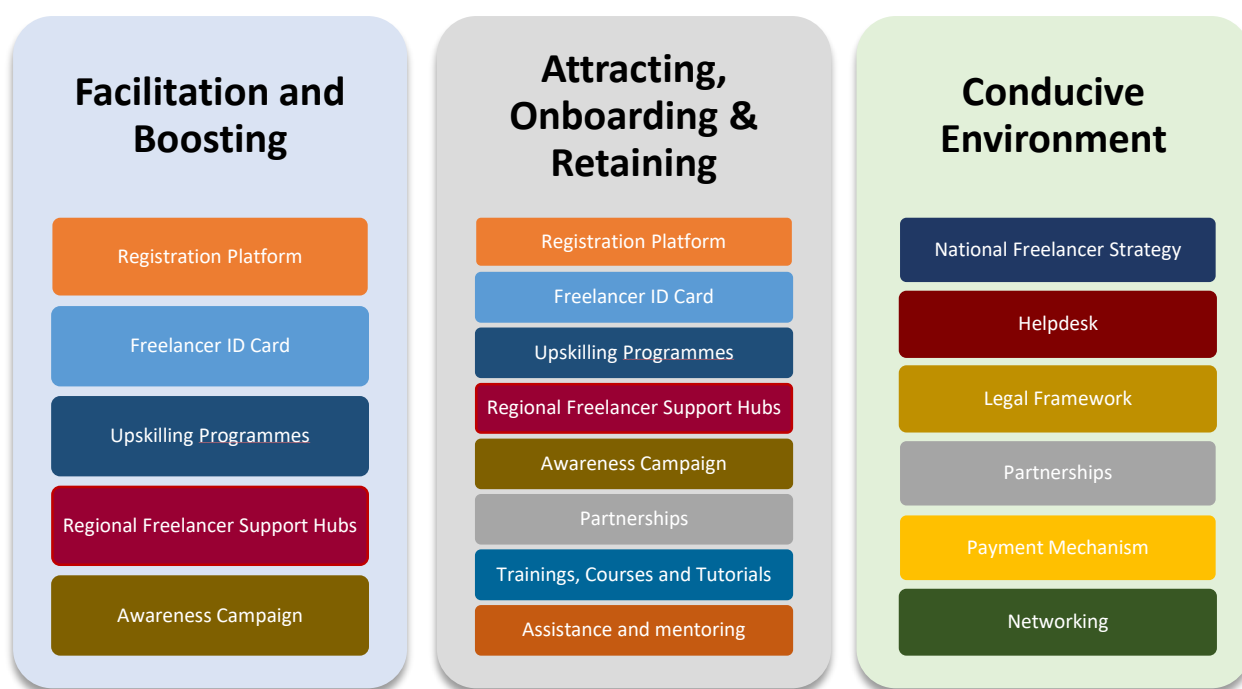 Facilitation and
Boosting
Registration Platform
Freelancer ID Card
Upskilling Programmes
Regional Freelancer Support Hubs
Awareness Campaign
Attracting,
Onboarding &
Retaining
Registration Platform
Freelancer ID Card
Upskilling Programmes
Regional Freelancer Support Hubs
Awareness Campaign
Partnerships
Trainings, Courses and Tutorials
Assistance and mentoring
Conducive
Environment
National Freelancer Strategy
Helpdesk
Legal Framework
Partnerships
Payment Mechanism
Networking